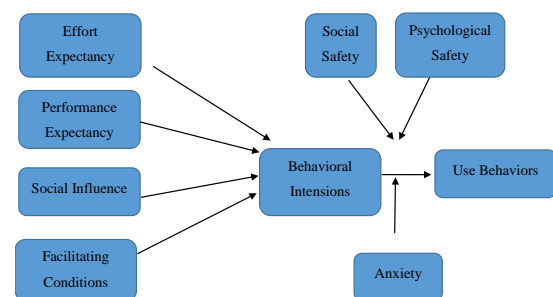 Effort
Expectancy
Social
Safety
Psychological
Safety
Performance
Expectancy
Behavioral
Intensions
Use Behaviors
Social Influence
Facilitating
Conditions
Anxiety